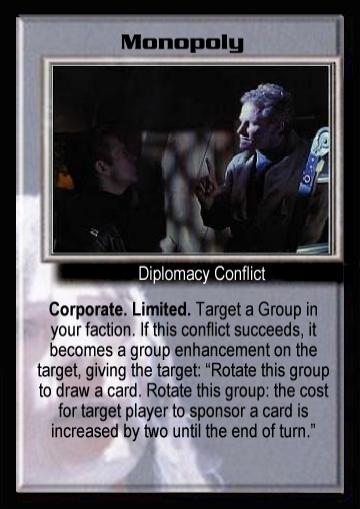 Monopoly
Diplomacy Conflict
Corporate. Limited. Target a Group in
your faction. If this conflict succeeds, it
becomes a group enhancement on the
target, giving the target: “Rotate this group
to draw a card. Rotate this group: the cost
for target player to sponsor a card is
increased by two until the end of turn.”